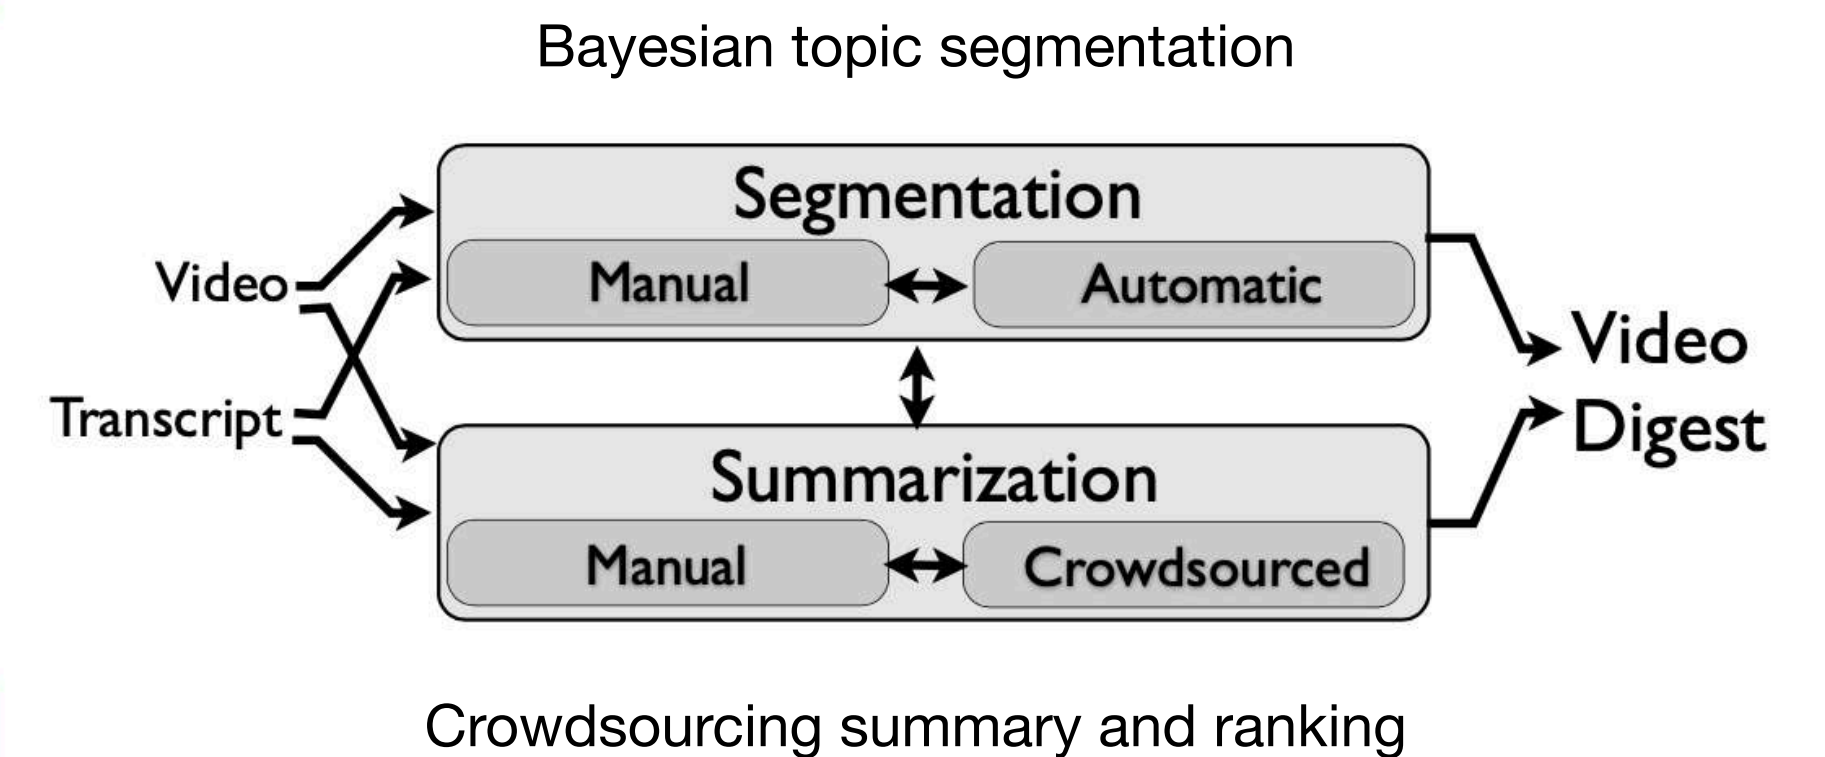 Bayesian topic segmentation
Segmentation
Manual
Automatic
Video
Transcript
Summarization
Manual
Crowdsourced
Video
Digest
Crowdsourcing summary and ranking